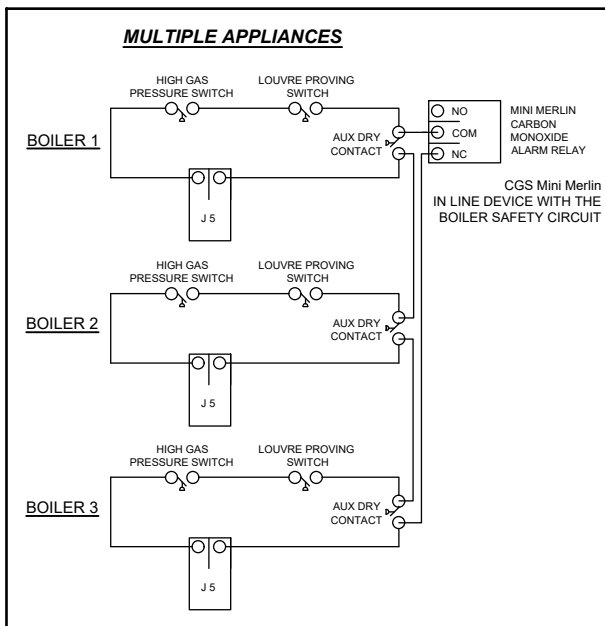 MULTIPLE APPLIANCES
HIGH GAS
PRESSURE SWITCH
LOUVRE PROVING
SWITCH
BOILER 1
AUX DRY
CONTACT
J 5
NO
COM
NC
MINI MERLIN
CARBON
MONOXIDE
ALARM RELAY
CGS Mini Merlin
IN LINE DEVICE WITH THE
BOILER SAFETY CIRCUIT
HIGH GAS
PRESSURE SWITCH
LOUVRE PROVING
SWITCH
BOILER 2
AUX DRY
CONTACT
J 5
HIGH GAS
PRESSURE SWITCH
LOUVRE PROVING
SWITCH
BOILER 3
AUX DRY
CONTACT
J 5